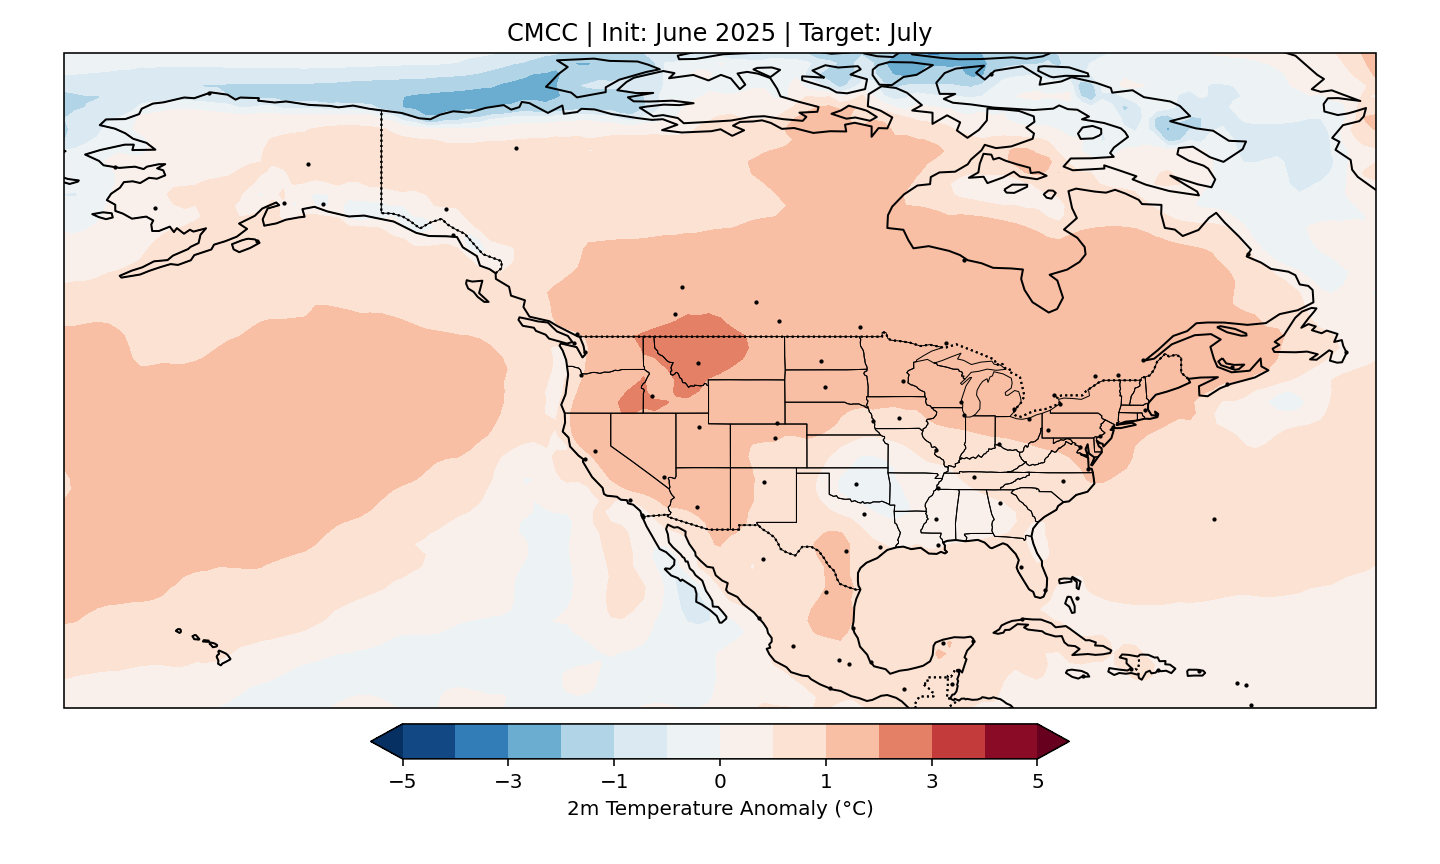 CMCC | Init: June 2025 | Target: July
−5 −3 −1 0 1 3 5
2m Temperature Anomaly (°C)